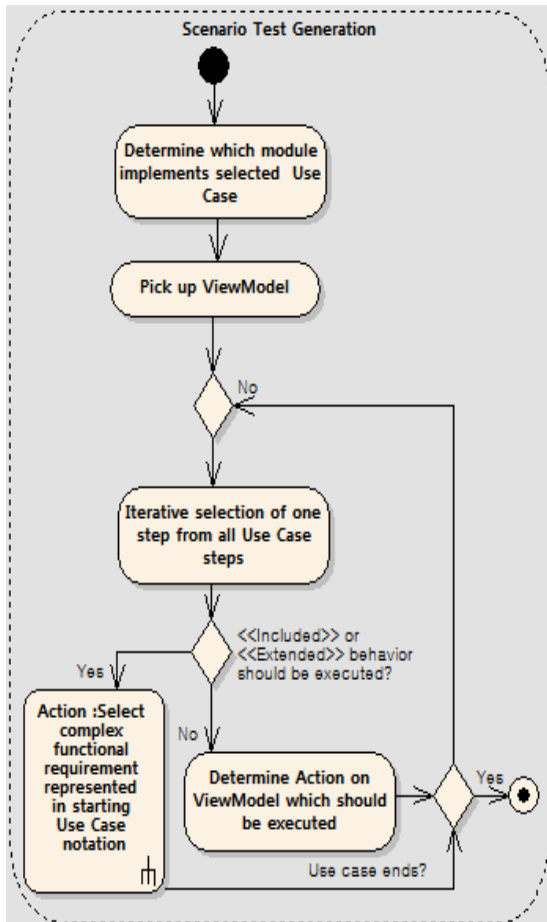 Scenario Test Generation
Determine which module
implements selected Use
Case
Pick up ViewModel
No
Iterative selection of one
step from all Use Case
steps
<<Included>> or
<<Extended>> behavior
should be executed?
Yes
Action :Select
complex
functional
requirement
represented
in starting
Use Case
notation
No
Determine Action on
ViewModel which should
be executed
Yes
Use case ends?